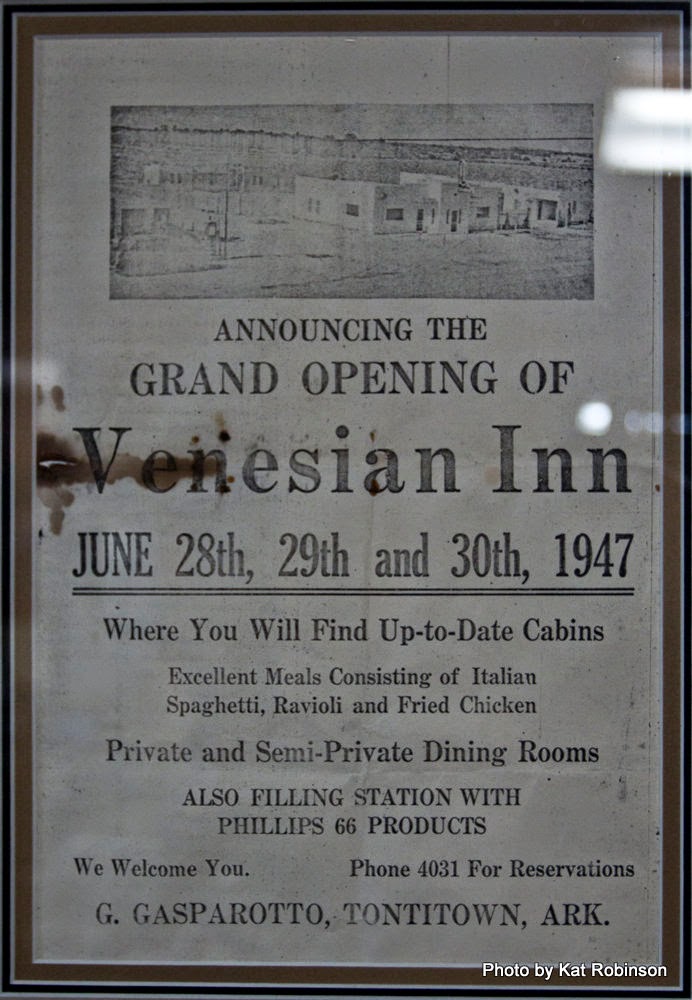 ANNOUNCING THE
GRAND OPENING OF
Venesian Inn
JUNE 28th, 29th and 30th, 1947
Where You Will Find Up-to-Date Cabins
Excellent Meals Consisting of Italian
Spaghetti, Ravioli and Fried Chicken
Private and Semi-Private Dining Rooms
ALSO FILLING STATION WITH
PHILLIPS 66 PRODUCTS
We Welcome You. Phone 4031 For Reservations
G. GASPAROTTO, TONTITOWN, ARK.
Photo by Kat Robinson